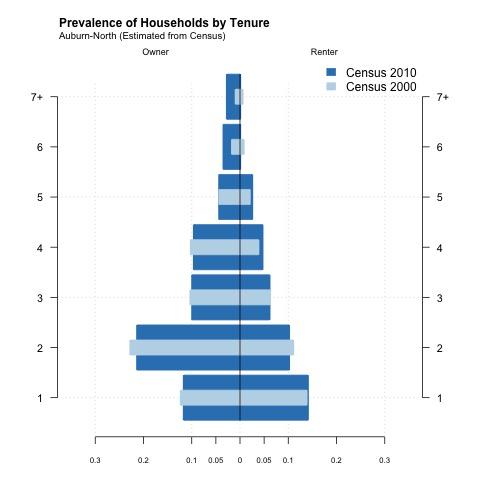 Prevalence of Households by Tenure
Auburn-North (Estimated from Census)
Owner Renter
Census 2010
Census 2000
7+ 7+
6 6
5 5
4 4
3 3
2 2
1 1
0.3 0.2 0.1 0.05 0 0.05 0.1 0.2 0.3